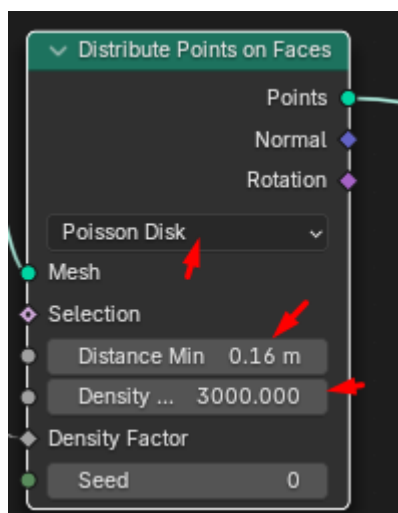 Distribute Points on Faces
Points
Normal
Rotation
Poisson Disk
Mesh
Selection
Distance Min 0.16 m
Density ... 3000.000
Density Factor
Seed 0